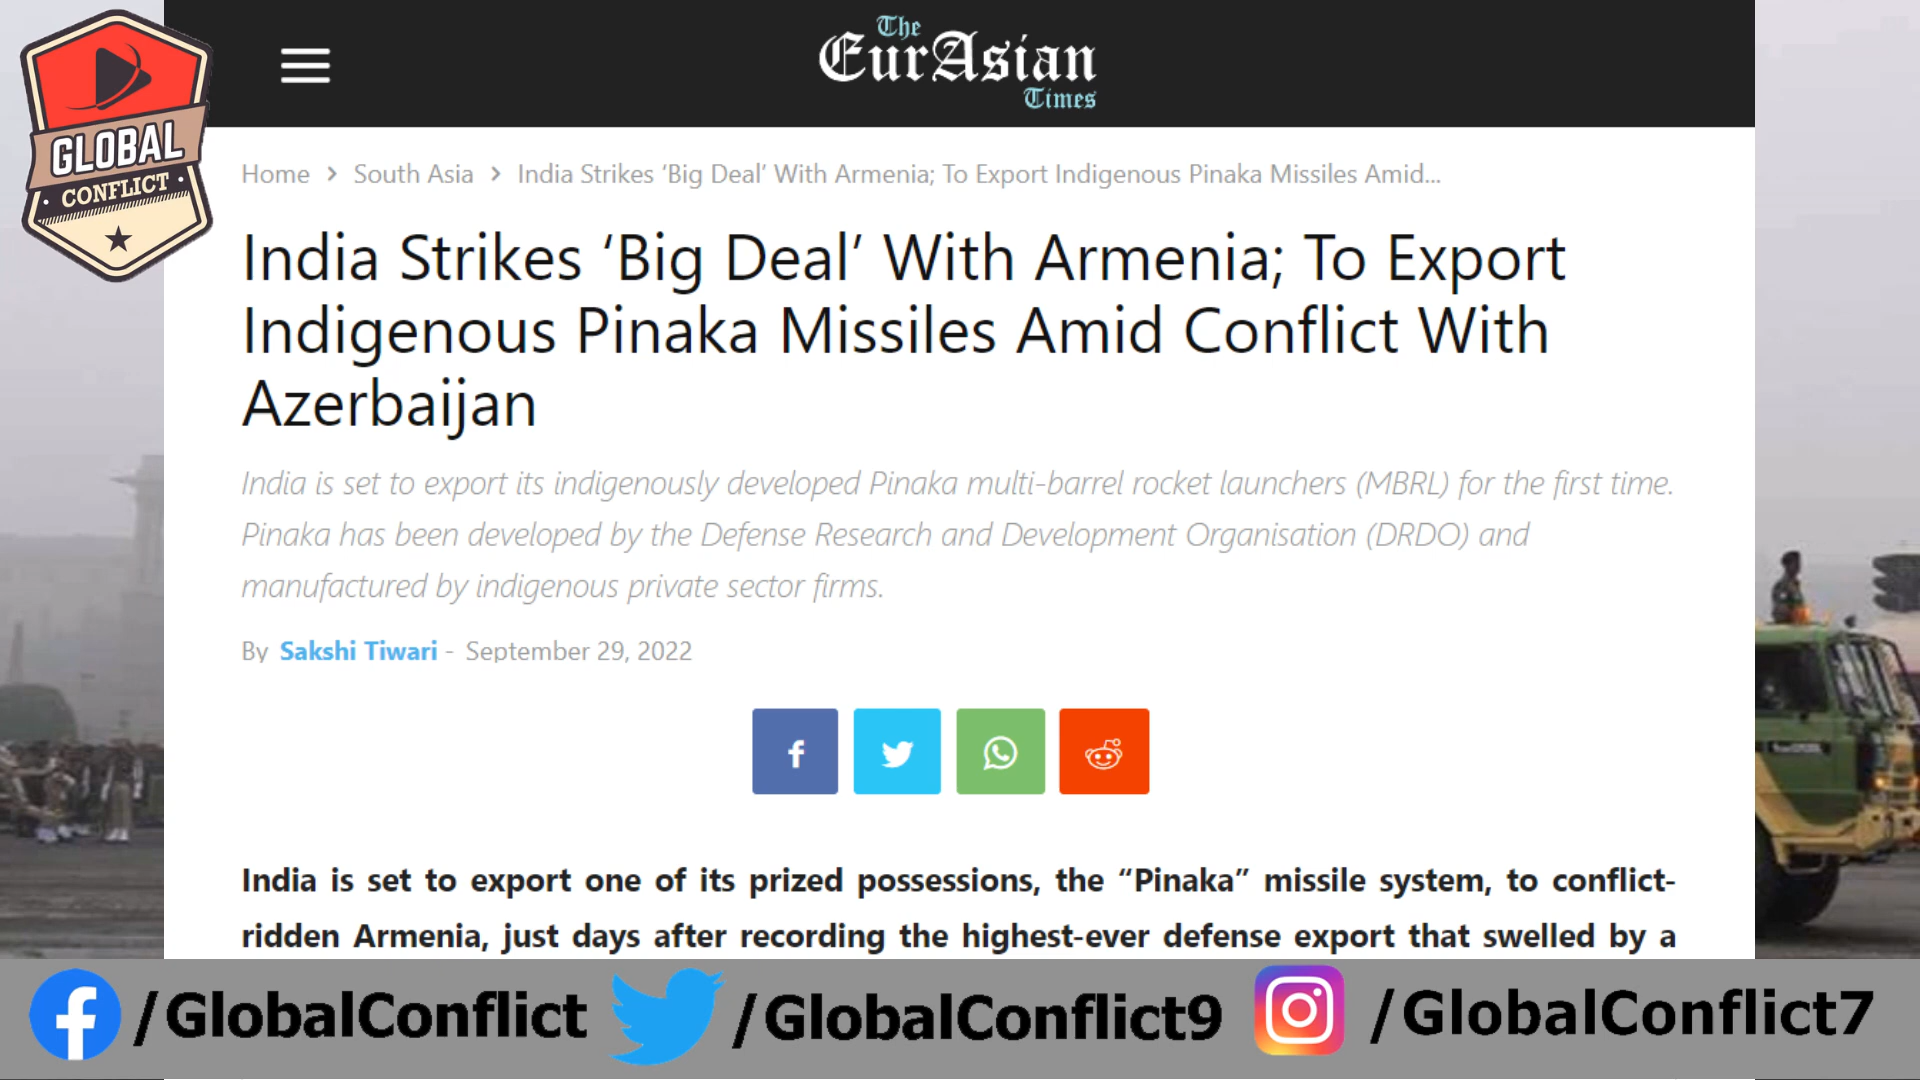 GLOBAL
· CONFLICT ·
The
EurAsian
Times
Home > South Asia > India Strikes ‘Big Deal’ With Armenia; To Export Indigenous Pinaka Missiles Amid...
India Strikes ‘Big Deal’ With Armenia; To Export
Indigenous Pinaka Missiles Amid Conflict With
Azerbaijan
India is set to export its indigenously developed Pinaka multi-barrel rocket launchers (MBRL) for the first time.
Pinaka has been developed by the Defense Research and Development Organisation (DRDO) and
manufactured by indigenous private sector firms.
By Sakshi Tiwari - September 29, 2022
India is set to export one of its prized possessions, the “Pinaka” missile system, to conflict-
ridden Armenia, just days after recording the highest-ever defense export that swelled by a
/GlobalConflict /GlobalConflict9 /GlobalConflict7